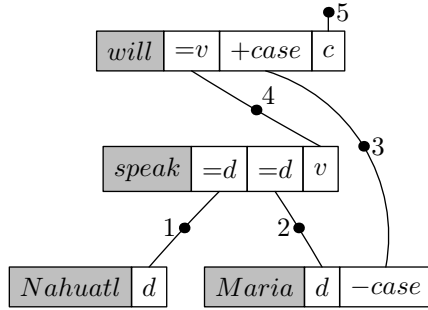 5
will =v +case c
4
3
speak =d =d v
1 2
Nahuatl d Maria d −case